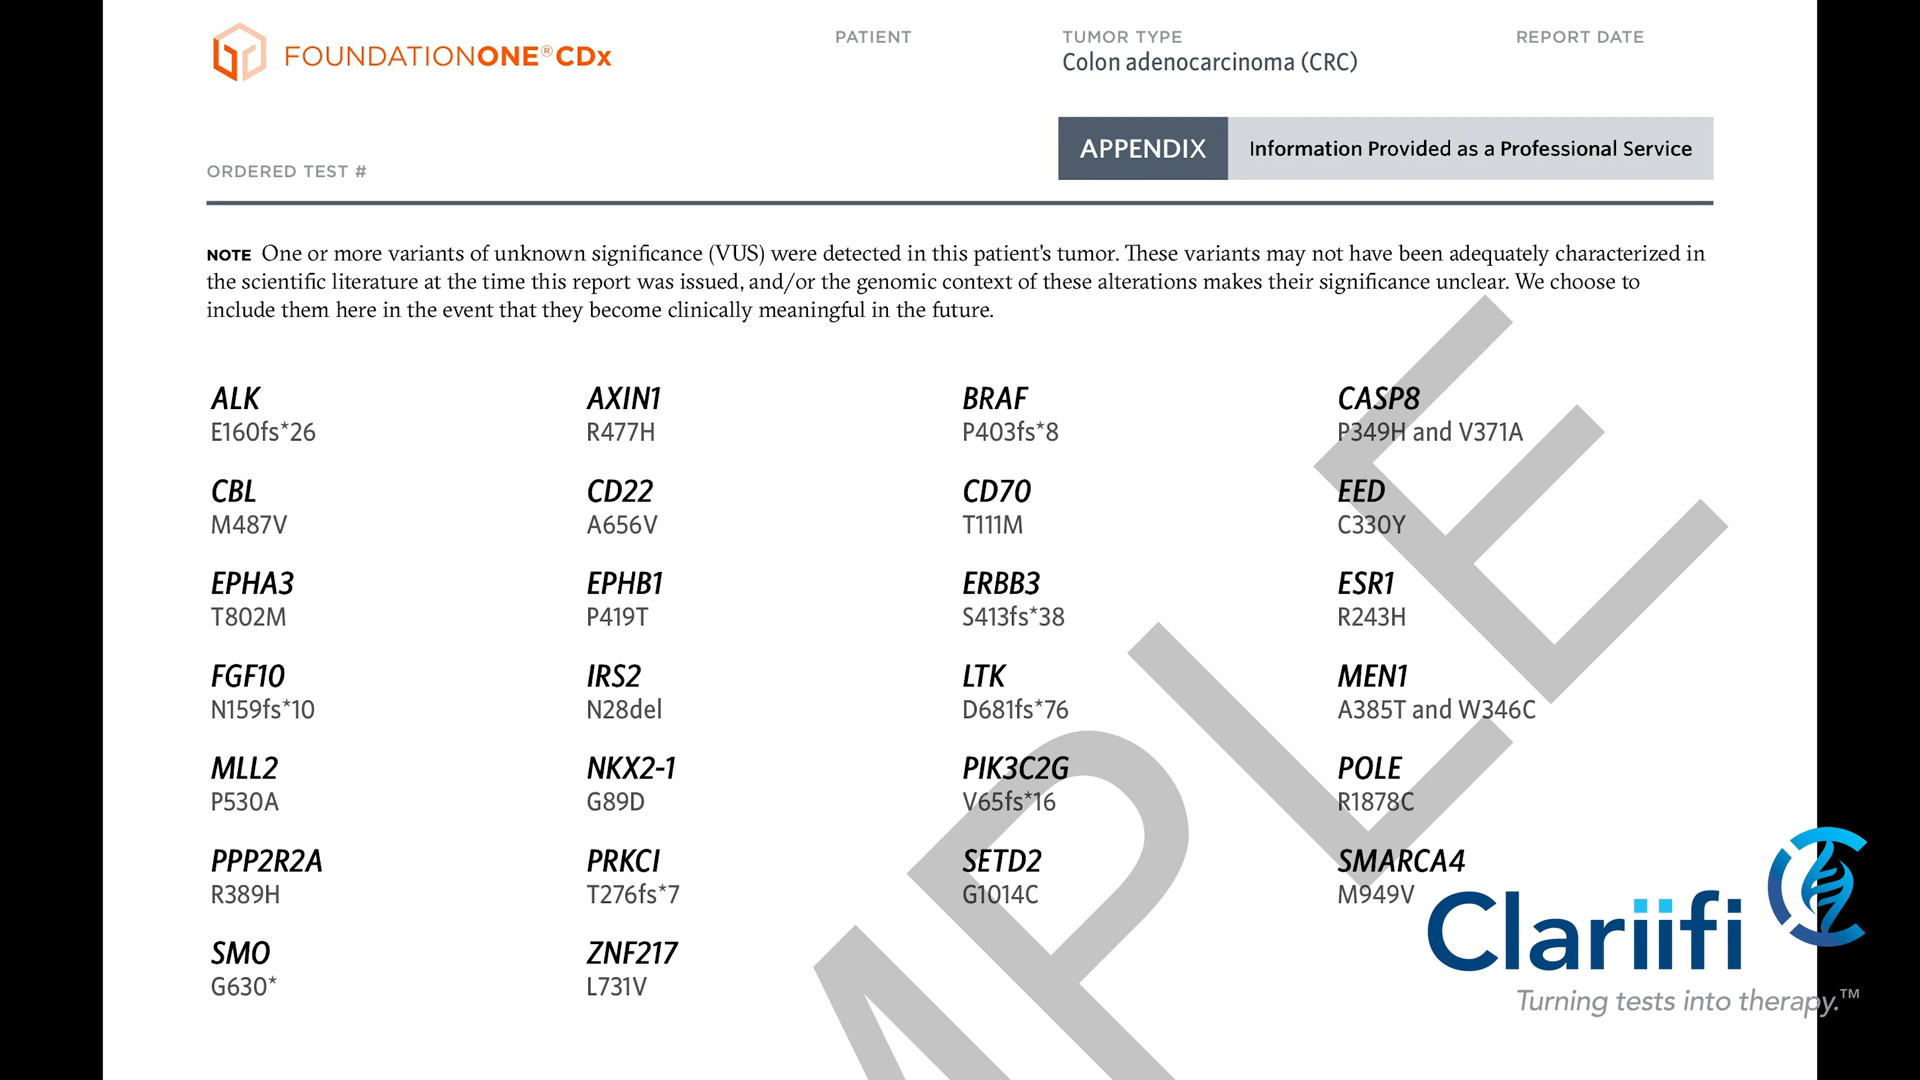 FOUNDATIONONE®CDx
PATIENT
TUMOR TYPE
Colon adenocarcinoma (CRC)
REPORT DATE
ORDERED TEST #
APPENDIX
Information Provided as a Professional Service
NOTE One or more variants of unknown significance (VUS) were detected in this patient's tumor. These variants may not have been adequately characterized in
the scientific literature at the time this report was issued, and/or the genomic context of these alterations makes their significance unclear. We choose to
include them here in the event that they become clinically meaningful in the future.
ALK
E160fs*26
AXIN1
R477H
BRAF
P403fs*8
CASP8
P349H and V371A
CBL
M487V
CD22
A656V
CD70
T111M
EED
C330Y
EPHA3
T802M
EPHB1
P419T
ERBB3
S413fs*38
ESR1
R243H
FGF10
N159fs*10
IRS2
N28del
LTK
D681fs*76
MEN1
A385T and W346C
MLL2
P530A
NKX2-1
G89D
PIK3C2G
V65fs*16
POLE
R1878C
PPP2R2A
R389H
PRKCI
T276fs*7
SETD2
G1014C
SMARCA4
M949V
SMO
G630*
ZNF217
L731V
MPLE
Clariifi
Turning tests into therapy.™